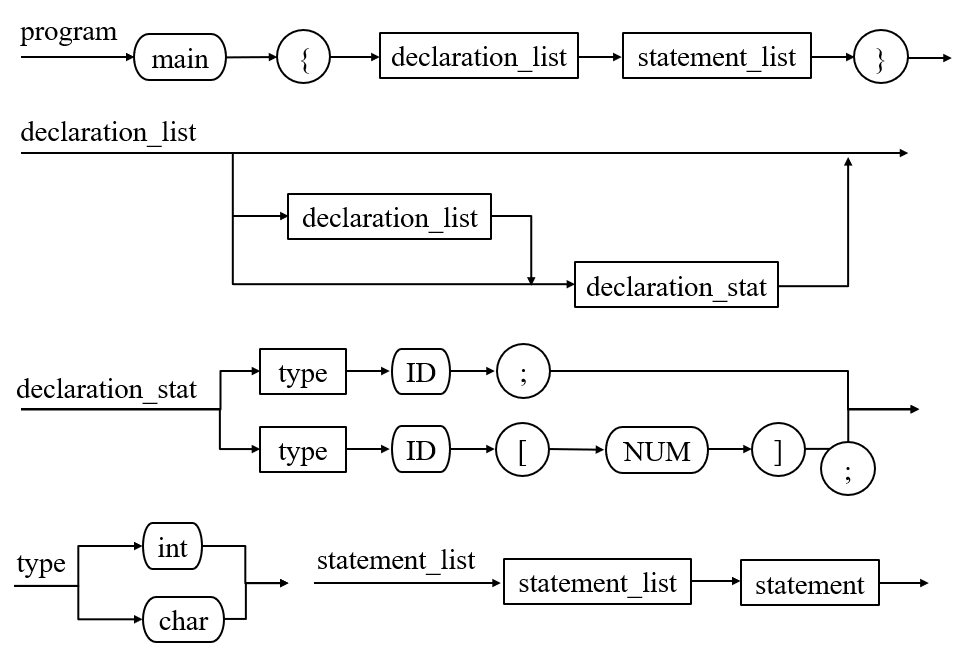 program
main { declaration_list statement_list }
declaration_list
declaration_list
declaration_stat
declaration_stat
type ID ;
type ID [ NUM ] ;
type
int
char
statement_list
statement_list statement